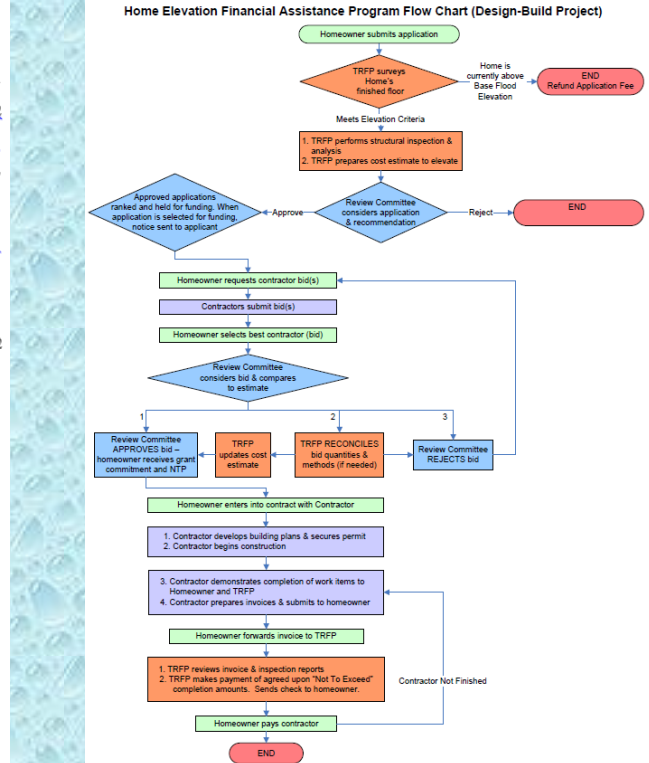 Home Elevation Financial Assistance Program Flow Chart (Design-Build Project)
Homeowner submits application
TRFP surveys
Home's
finished floor
Home is
currently above
Base Flood
Elevation
END
Refund Application Fee
Meets Elevation Criteria
1. TRFP performs structural inspection &
analysis
2. TRFP prepares cost estimate to elevate
Approved applications
ranked and held for funding. When
application is selected for funding,
notice sent to applicant
Approve
Review Committee
considers application
& recommendation
Reject
END
Homeowner requests contractor bid(s)
Contractors submit bid(s)
Homeowner selects best contractor (bid)
Review Committee
considers bid & compares
to estimate
1
2
3
Review Committee
APPROVES bid –
homeowner receives grant
commitment and NTP
TRFP
updates cost
estimate
TRFP RECONCILES
bid quantities &
methods (if needed)
Review Committee
REJECTS bid
Homeowner enters into contract with Contractor
1. Contractor develops building plans & secures permit
2. Contractor begins construction
3. Contractor demonstrates completion of work items to
Homeowner and TRFP
4. Contractor prepares invoices & submits to homeowner
Homeowner forwards invoice to TRFP
1. TRFP reviews invoice & inspection reports
2. TRFP makes payment of agreed upon "Not To Exceed"
completion amounts. Sends check to homeowner.
Contractor Not Finished
Homeowner pays contractor
END